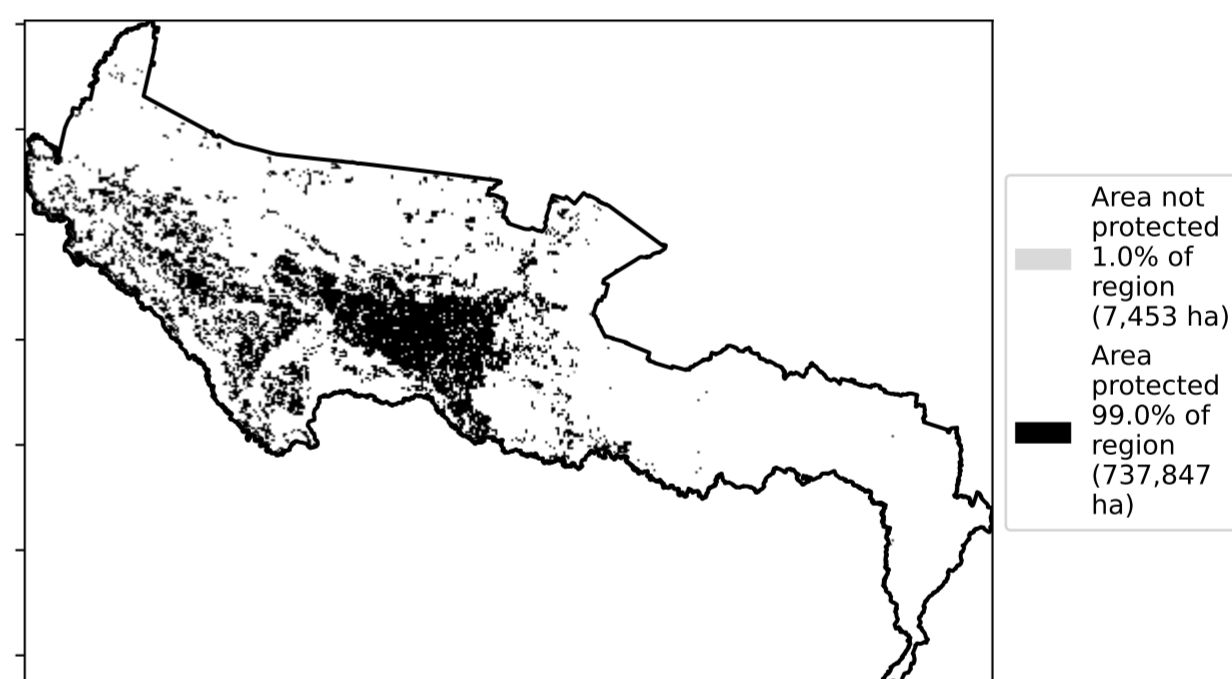 Area not
protected
1.0% of
region
(7,453 ha)
Area
protected
99.0% of
region
(737,847
ha)